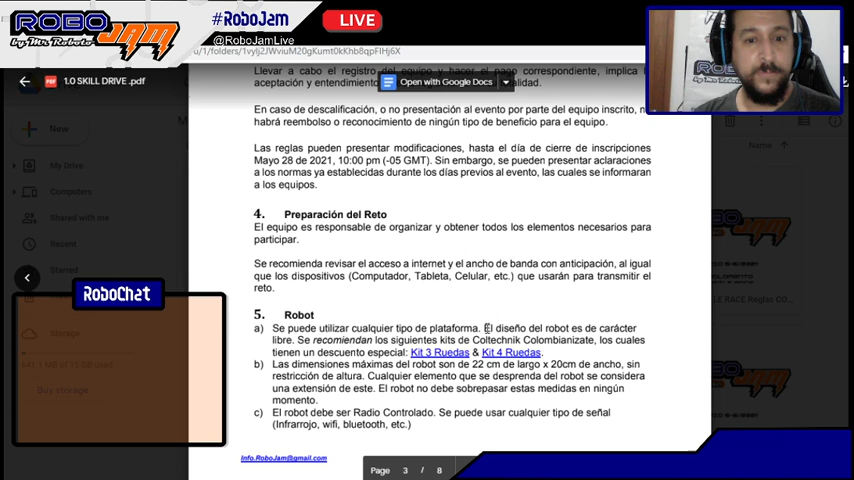 ROBO
JAM
by Mr Roboto
#RoboJam
@RoboJamLive
LIVE
u/1/folders/1vylj2JWviuM20gKumt0kKhb8qpFIHj6X
1.0 SKILL DRIVE .pdf
Open with Google Docs
New
My Drive
Computers
Shared with me
Recent
Starred
Storage
641.1 MB of 15 GB used
Buy storage
Name
RoboChat
Llevar a cabo el registro del equipo y hacer el pago correspondiente, implica
aceptación y entendimiento
En caso de descalificación, o no presentación al evento por parte del equipo inscrito, n
habrá reembolso o reconocimiento de ningún tipo de beneficio para el equipo.
Las reglas pueden presentar modificaciones, hasta el día de cierre de inscripciones
Mayo 28 de 2021, 10:00 pm (-05 GMT). Sin embargo, se pueden presentar aclaraciones
a los normas ya establecidas durante los días previos al evento, las cuales se informaran
a los equipos.
4. Preparación del Reto
El equipo es responsable de organizar y obtener todos los elementos necesarios para
participar.
Se recomienda revisar el acceso a internet y el ancho de banda con anticipación, al igual
que los dispositivos (Computador, Tableta, Celular, etc.) que usarán para transmitir el
reto.
5. Robot
a) Se puede utilizar cualquier tipo de plataforma. El diseño del robot es de carácter
libre. Se recomiendan los siguientes kits de Coltechnik Colombianizate, los cuales
tienen un descuento especial: Kit 3 Ruedas & Kit 4 Ruedas.
b) Las dimensiones máximas del robot son de 22 cm de largo x 20cm de ancho, sin
restricción de altura. Cualquier elemento que se desprenda del robot se considera
una extensión de este. El robot no debe sobrepasar estas medidas en ningún
momento.
c) El robot debe ser Radio Controlado. Se puede usar cualquier tipo de señal
(Infrarrojo, wifi, bluetooth, etc.)
Info.RoboJam@gmail.com
Page 3 / 8
LE RACE Reglas CO